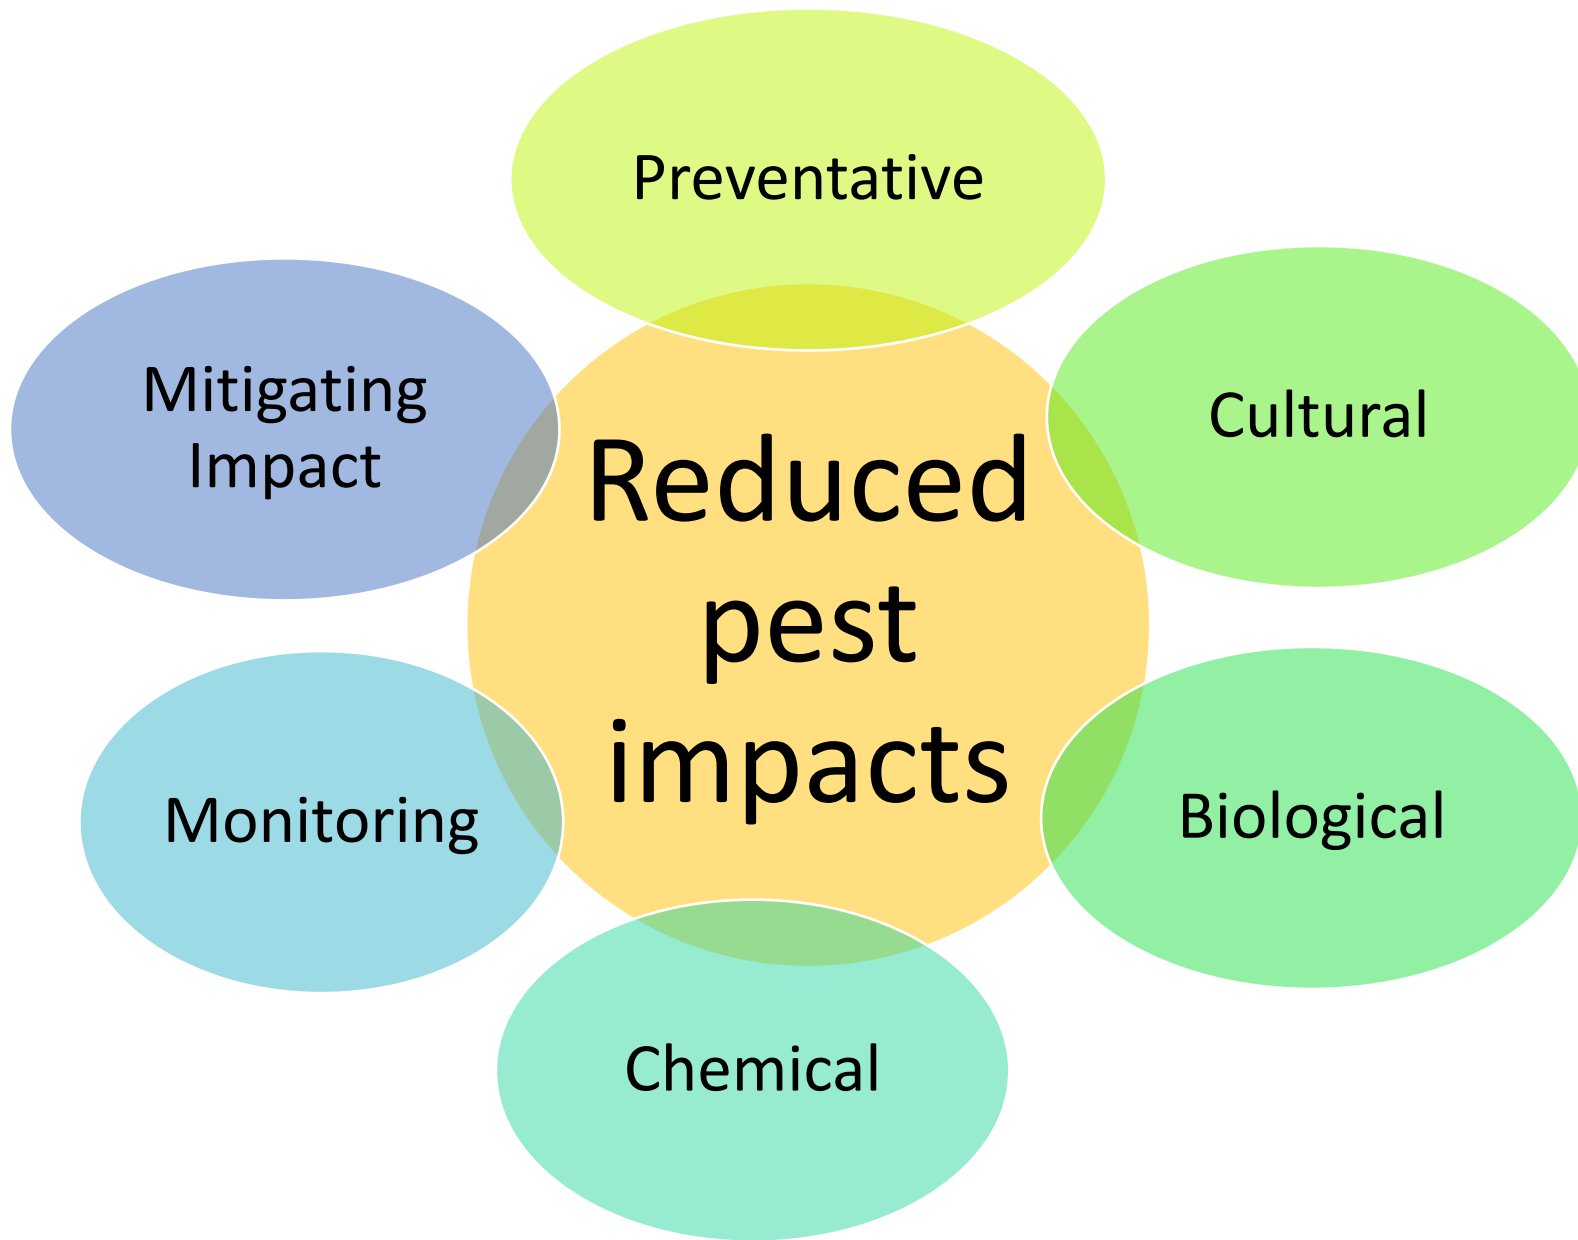 Preventative
Cultural
Biological
Chemical
Monitoring
Mitigating
Impact
Reduced
pest
impacts